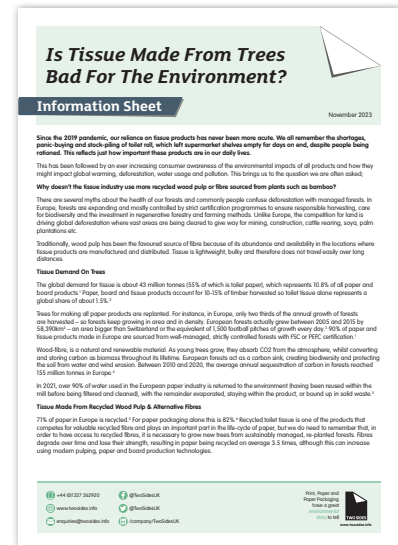 Is Tissue Made From Trees
Bad For The Environment?
Information Sheet
November 2023
Since the 2019 pandemic, our reliance on tissue products has never been more acute. We all remember the shortages,
panic-buying and stock-piling of toilet roll, which left supermarket shelves empty for days on end, despite people being
rationed. This reflects just how important these products are in our daily lives.
This has been followed by an ever increasing consumer awareness of the environmental impacts of all products and how they
might impact global warming, deforestation, water usage and pollution. This brings us to the question we are often asked;
Why doesn't the tissue industry use more recycled wood pulp or fibre sourced from plants such as bamboo?
There are several myths about the health of our forests and commonly people confuse deforestation with managed forests. In
Europe, forests are expanding and mostly controlled by strict certification programmes to ensure responsible harvesting, care
for biodiversity and the investment in regenerative forestry and farming methods. Unlike Europe, the competition for land is
driving global deforestation where vast areas are being cleared to give way for mining, construction, cattle rearing, soya, palm
plantations etc.
Traditionally, wood pulp has been the favoured source of fibre because of its abundance and availability in the locations where
tissue products are manufactured and distributed. Tissue is lightweight, bulky and therefore does not travel easily over long
distances.
Tissue Demand On Trees
The global demand for tissue is about 43 million tonnes (55% of which is toilet paper), which represents 10.8% of all paper and
board products.¹ Paper, board and tissue products account for 10-15% of timber harvested so toilet tissue alone represents a
global share of about 1.5%.²
Trees for making all paper products are replanted. For instance, in Europe, only two thirds of the annual growth of forests
are harvested – so forests keep growing in area and in density. European forests actually grew between 2005 and 2015 by
58,390km² – an area bigger than Switzerland or the equivalent of 1,500 football pitches of growth every day. 90% of paper and
tissue products made in Europe are sourced from well-managed, strictly controlled forests with FSC or PEFC certification.
Wood-fibre, is a natural and renewable material. As young trees grow, they absorb CO2 from the atmosphere, whilst converting
and storing carbon as biomass throughout its lifetime. European forests act as a carbon sink, creating biodiversity and protecting
the soil from water and wind erosion. Between 2010 and 2020, the average annual sequestration of carbon in forests reached
155 million tonnes in Europe.
In 2021, over 90% of water used in the European paper industry is returned to the environment (having been reused within the
mill before being filtered and cleaned), with the remainder evaporated, staying within the product, or bound up in solid waste.
Tissue Made From Recycled Wood Pulp & Alternative Fibres
71% of paper in Europe is recycled. For paper packaging alone this is 82%. Recycled toilet tissue is one of the products that
competes for valuable recycled fibre and plays an important part in the life-cycle of paper, but we do need to remember that, in
order to have access to recycled fibres, it is necessary to grow new trees from sustainably managed, re-planted forests. Fibres
degrade over time and lose their strength, resulting in paper being recycled on average 3.5 times, although this can increase
using modern pulping, paper and board production technologies.
+44 (0)1327 262920
www.twosides.info
enquiries@twosides.info
@TwoSidesUK
@TwoSidesUK
/company/TwoSidesUK
Print, Paper and
Paper Packaging
have a great
environmental
story to tell
TWO SIDES
www.twosides.info